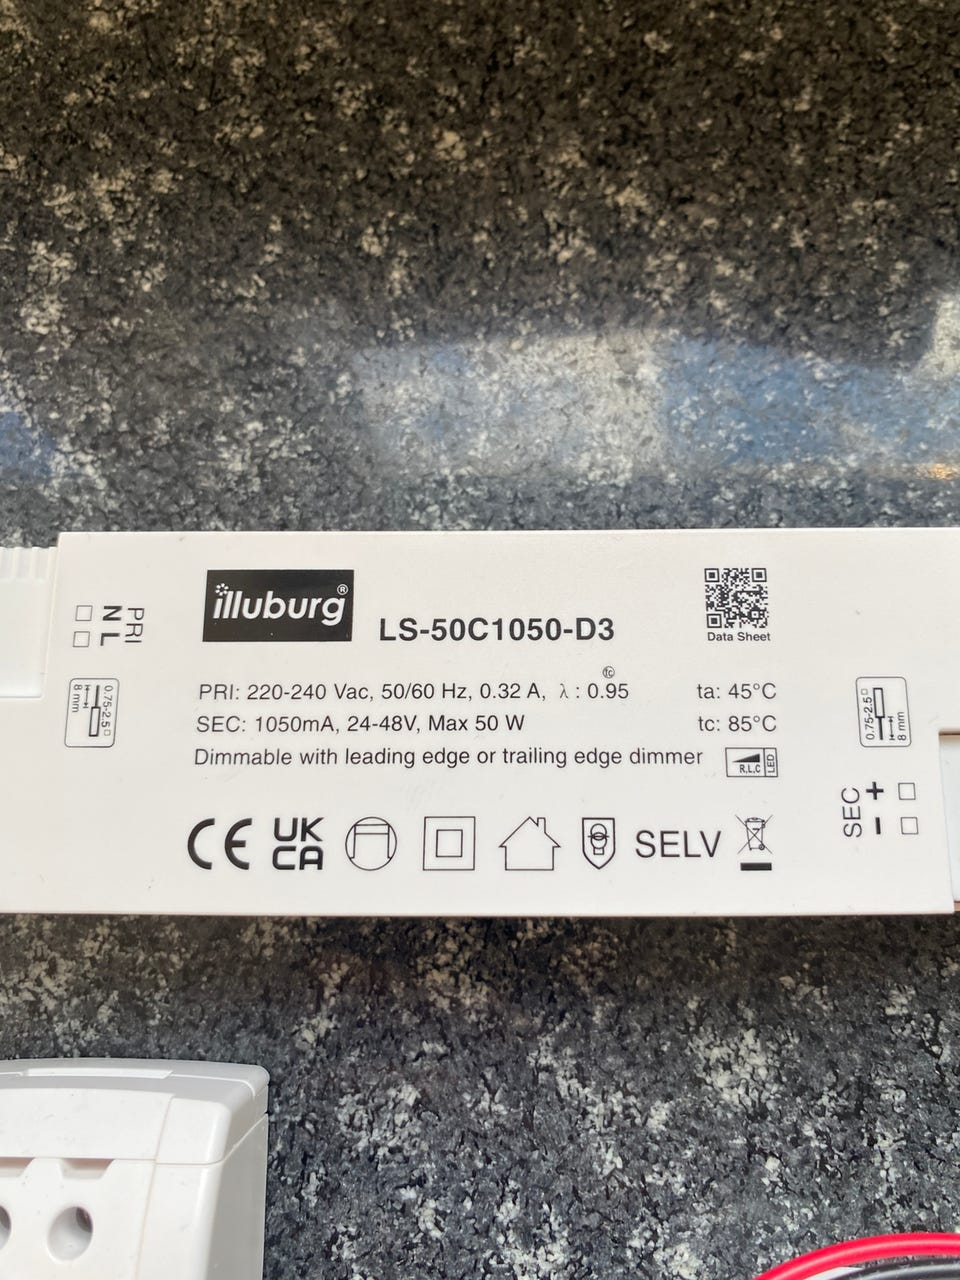 illuburg®
LS-50C1050-D3
Data Sheet
PRI
N L
0.75-2.5□
8 mm
tc
PRI: 220-240 Vac, 50/60 Hz, 0.32 A, λ : 0.95
ta: 45°C
SEC: 1050mA, 24-48V, Max 50 W
tc: 85°C
Dimmable with leading edge or trailing edge dimmer
R,L,C
LED
0.75-2.5□
8 mm
SEC
+
-
CE
UK
CA
SELV